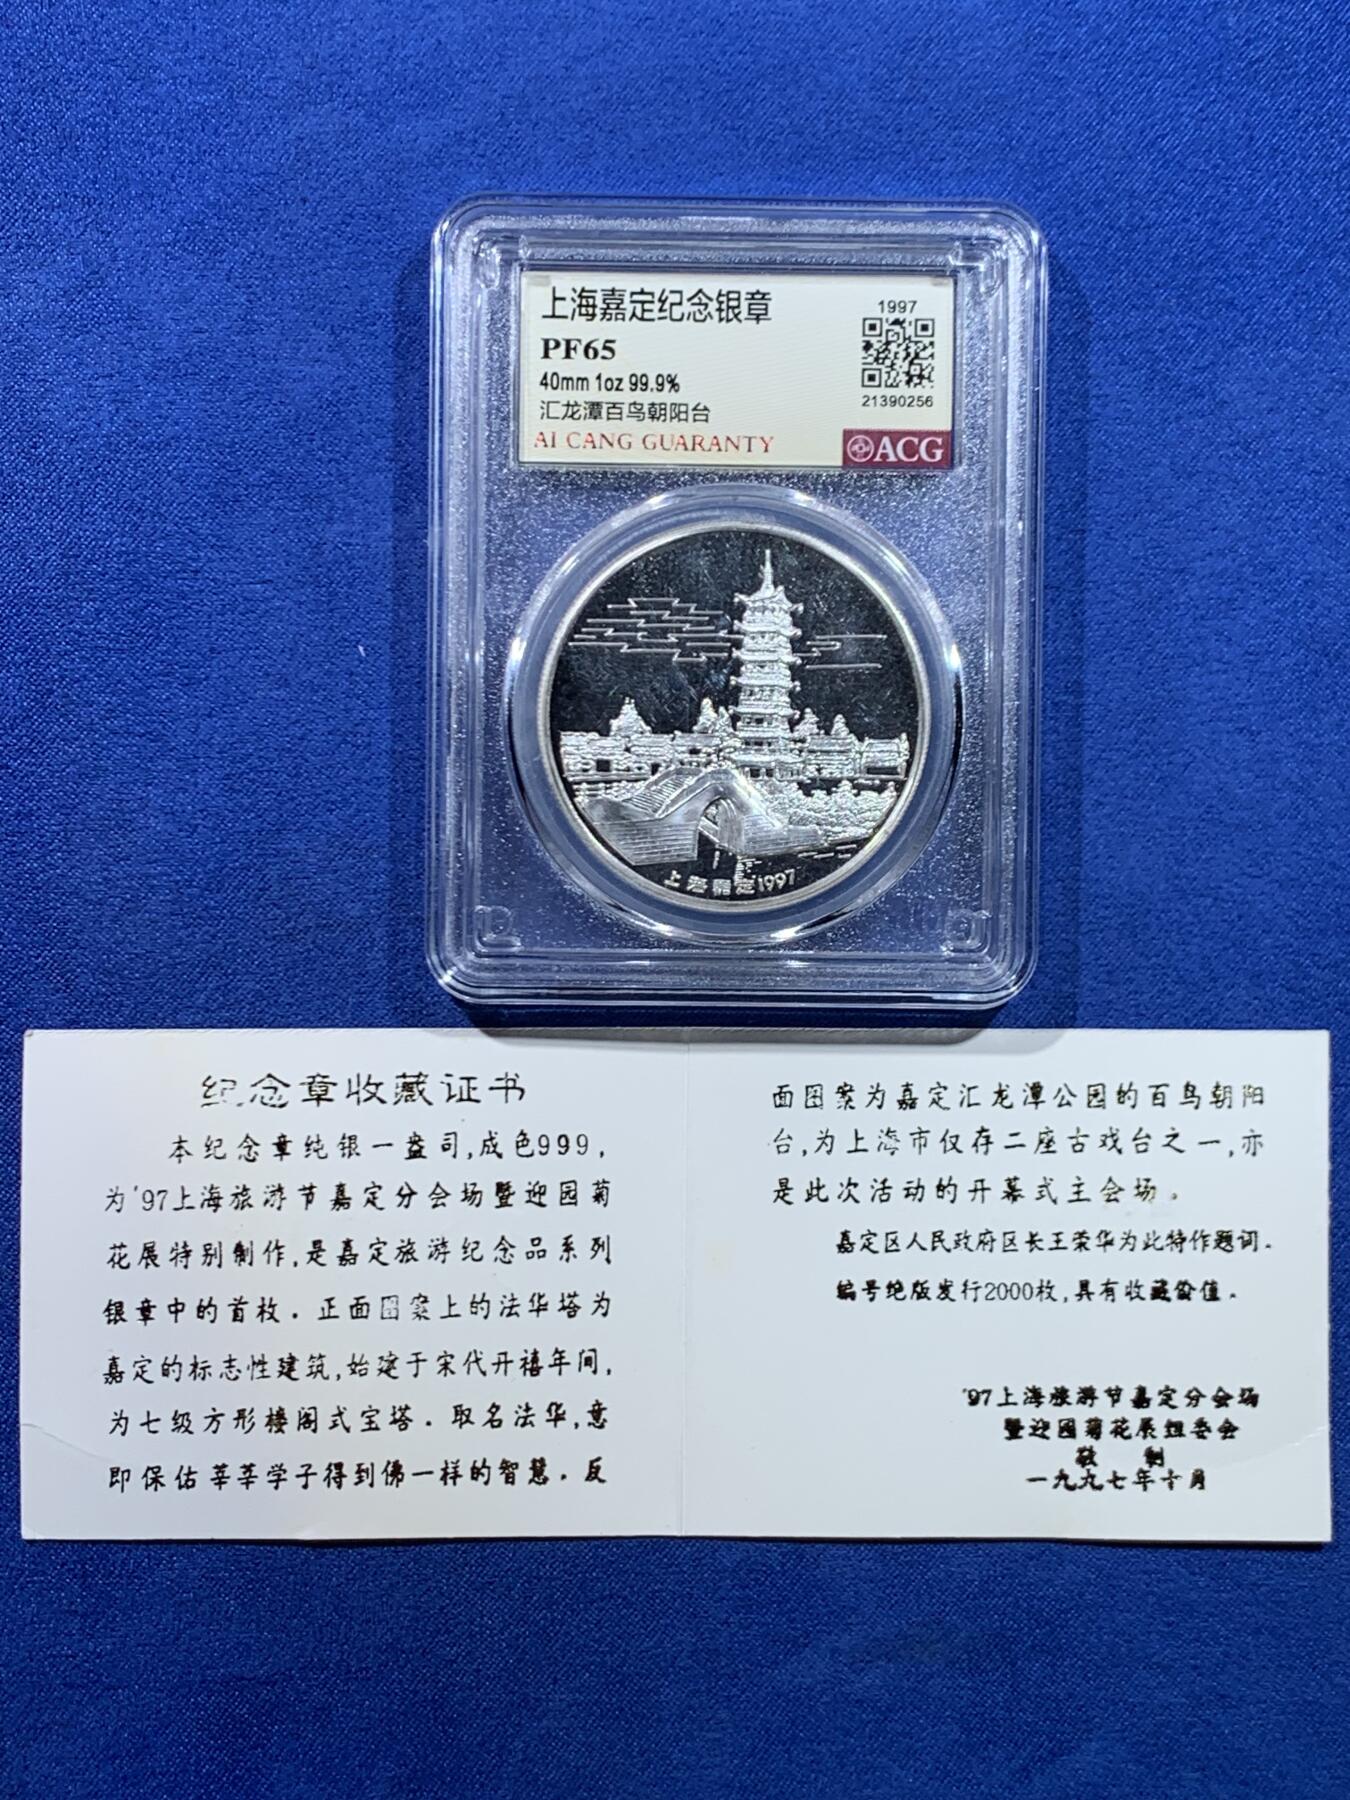 上海嘉定纪念银章
1997
PF65
40mm 1oz 99.9%
汇龙潭百鸟朝阳台
21390256
AI CANG GUARANTY
ACG
上海嘉定1997
纪念章收藏证书
本纪念章纯银一盎司,成色999,
为'97上海旅游节嘉定分会场暨迎园菊
花展特别制作,是嘉定旅游纪念品系列
银章中的首枚。正面图案上的法华塔为
嘉定的标志性建筑,始建于宋代开禧年间,
为七级方形楼阁式宝塔。取名法华,意
即保佑莘莘学子得到佛一样的智慧。反
面图案为嘉定汇龙潭公园的百鸟朝阳
台,为上海市仅存二座古戏台之一,亦
是此次活动的开幕式主会场。
嘉定区人民政府区长王荣华为此特作题词。
编号绝版发行2000枚,具有收藏价值。
'97上海旅游节嘉定分会场
暨迎园菊花展组委会
敬 制
一九九七年十月